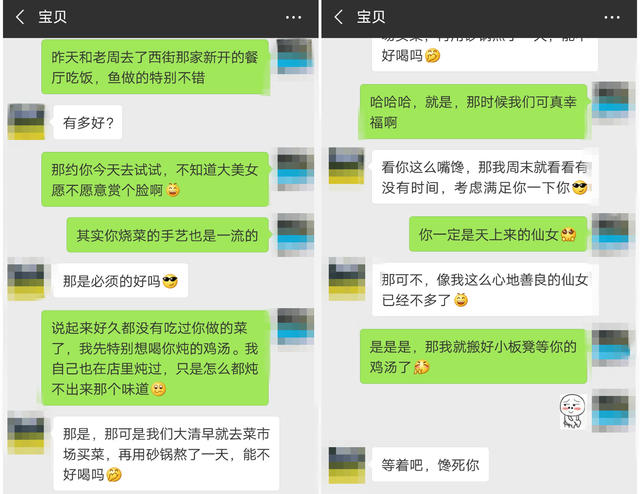 宝贝
昨天和老周去了西街那家新开的餐
厅吃饭，鱼做的特别不错
有多好？
那约你今天去试试，不知道大美女
愿不愿意赏个脸啊
其实你烧菜的手艺也是一流的
那是必须的好吗
说起来好久都没有吃过你做的菜
了，我先特别想喝你炖的鸡汤。我
自己也在店里炖过，只是怎么都炖
不出来那个味道
那是，那可是我们大清早就去菜市
场买菜，再用砂锅熬了一天，能不
好喝吗
宝贝
场买菜，再用砂锅熬了一天，能不
好喝吗
哈哈哈，就是，那时候我们可真幸
福啊
看你这么嘴馋，那我周末就看看有
没有时间，考虑满足你一下你
你一定是天上来的仙女
那可不，像我这么心地善良的仙女
已经不多了
是是是，那我就搬好小板凳等你的
鸡汤了
等着吧，馋死你